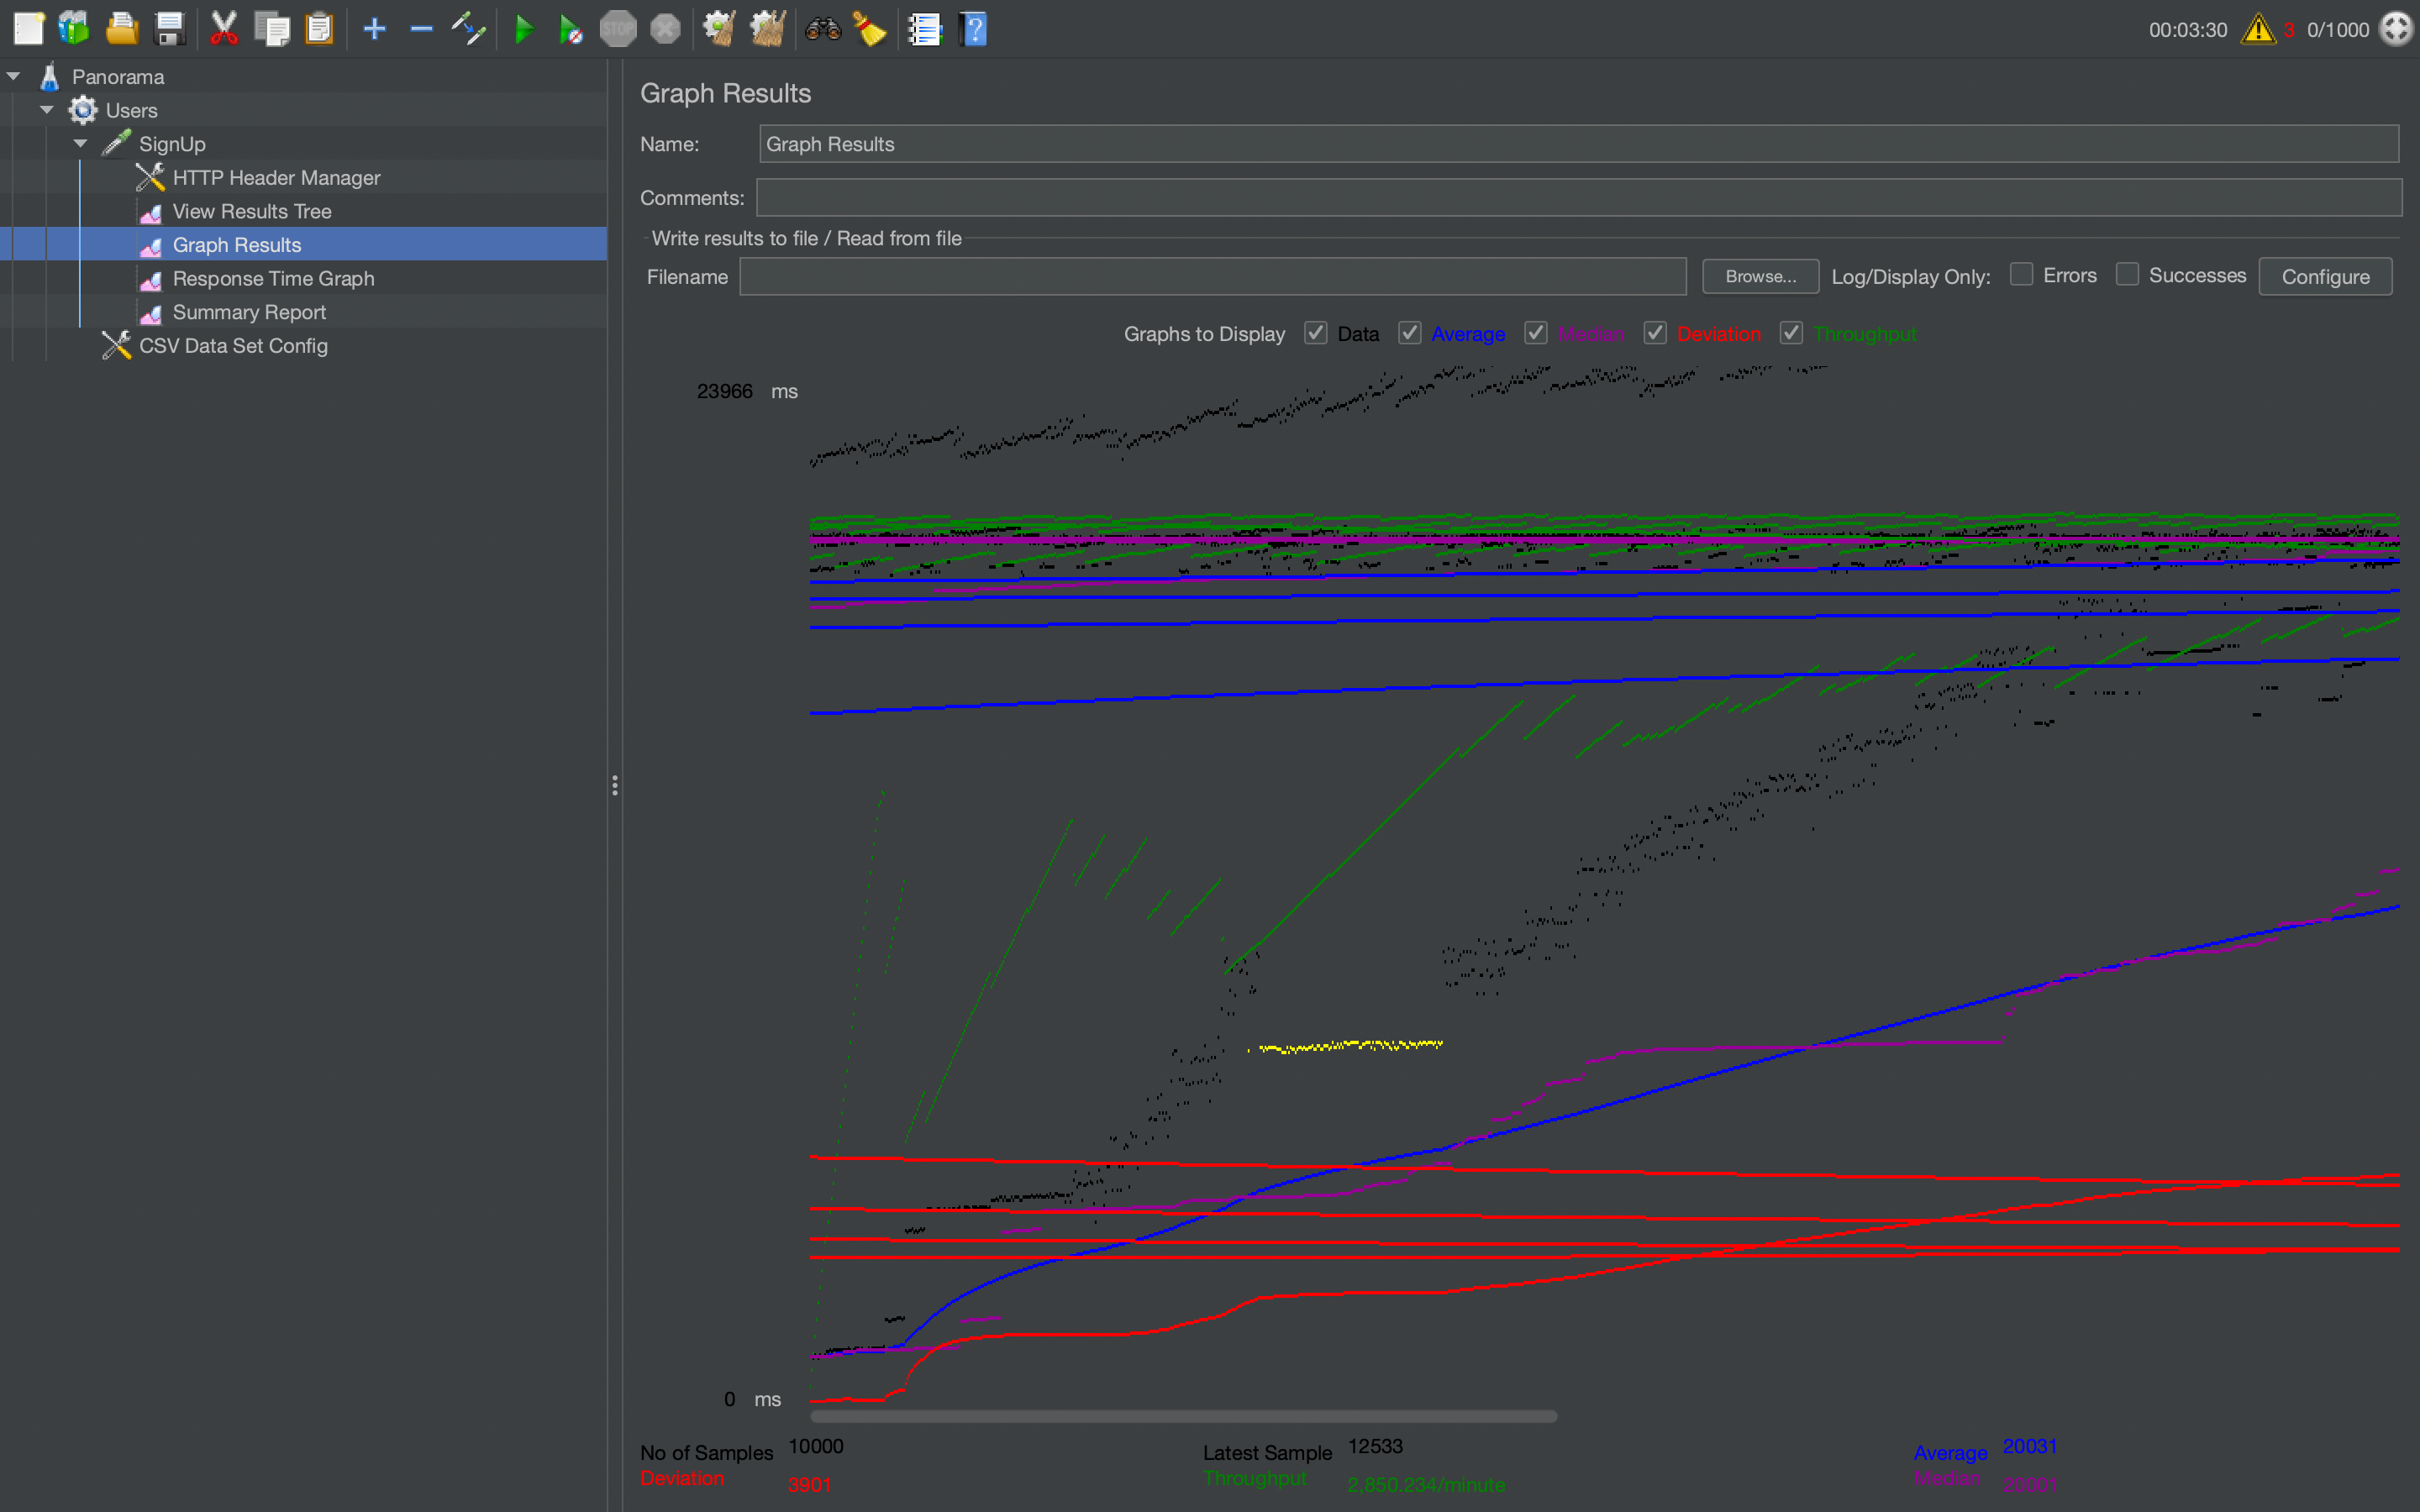 STOP
00:03:30 3 0/1000
Panorama
Users
SignUp
HTTP Header Manager
View Results Tree
Graph Results
Response Time Graph
Summary Report
CSV Data Set Config
Graph Results
Name: Graph Results
Comments:
Write results to file / Read from file
Filename Browse... Log/Display Only: Errors Successes Configure
Graphs to Display Data Average Median Deviation Throughput
23966 ms
0 ms
No of Samples 10000 Latest Sample 12533 Average 20031
Deviation 3901 Throughput 2,850.234/minute Median 20001